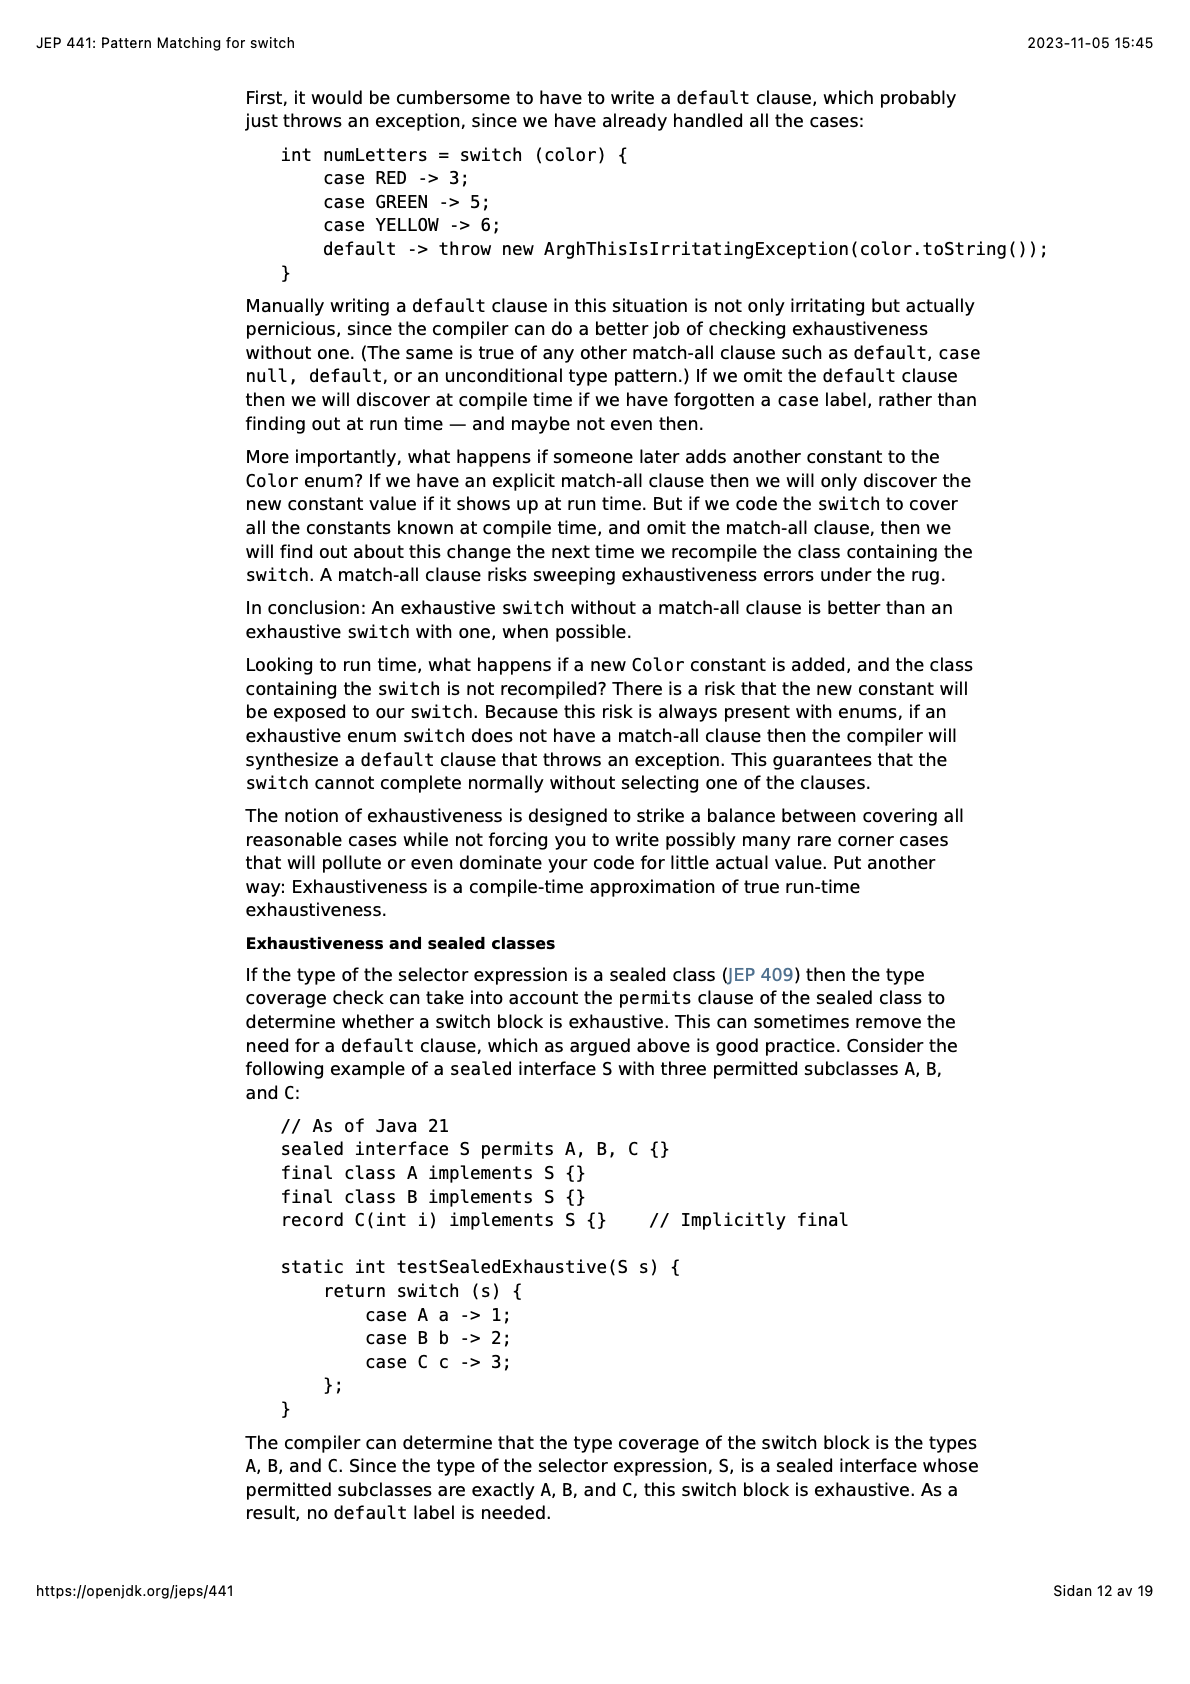 JEP 441: Pattern Matching for switch
2023-11-05 15:45
First, it would be cumbersome to have to write a default clause, which probably
just throws an exception, since we have already handled all the cases:
int numLetters = switch (color) {
    case RED -> 3;
    case GREEN -> 5;
    case YELLOW -> 6;
    default -> throw new ArghThisIsIrritatingException(color.toString());
}
Manually writing a default clause in this situation is not only irritating but actually
pernicious, since the compiler can do a better job of checking exhaustiveness
without one. (The same is true of any other match-all clause such as default, case
null, default, or an unconditional type pattern.) If we omit the default clause
then we will discover at compile time if we have forgotten a case label, rather than
finding out at run time — and maybe not even then.
More importantly, what happens if someone later adds another constant to the
Color enum? If we have an explicit match-all clause then we will only discover the
new constant value if it shows up at run time. But if we code the switch to cover
all the constants known at compile time, and omit the match-all clause, then we
will find out about this change the next time we recompile the class containing the
switch. A match-all clause risks sweeping exhaustiveness errors under the rug.
In conclusion: An exhaustive switch without a match-all clause is better than an
exhaustive switch with one, when possible.
Looking to run time, what happens if a new Color constant is added, and the class
containing the switch is not recompiled? There is a risk that the new constant will
be exposed to our switch. Because this risk is always present with enums, if an
exhaustive enum switch does not have a match-all clause then the compiler will
synthesize a default clause that throws an exception. This guarantees that the
switch cannot complete normally without selecting one of the clauses.
The notion of exhaustiveness is designed to strike a balance between covering all
reasonable cases while not forcing you to write possibly many rare corner cases
that will pollute or even dominate your code for little actual value. Put another
way: Exhaustiveness is a compile-time approximation of true run-time
exhaustiveness.
Exhaustiveness and sealed classes
If the type of the selector expression is a sealed class (JEP 409) then the type
coverage check can take into account the permits clause of the sealed class to
determine whether a switch block is exhaustive. This can sometimes remove the
need for a default clause, which as argued above is good practice. Consider the
following example of a sealed interface S with three permitted subclasses A, B,
and C:
// As of Java 21
sealed interface S permits A, B, C {}
final class A implements S {}
final class B implements S {}
record C(int i) implements S {}    // Implicitly final
static int testSealedExhaustive(S s) {
    return switch (s) {
        case A a -> 1;
        case B b -> 2;
        case C c -> 3;
    };
}
The compiler can determine that the type coverage of the switch block is the types
A, B, and C. Since the type of the selector expression, S, is a sealed interface whose
permitted subclasses are exactly A, B, and C, this switch block is exhaustive. As a
result, no default label is needed.
https://openjdk.org/jeps/441
Sidan 12 av 19